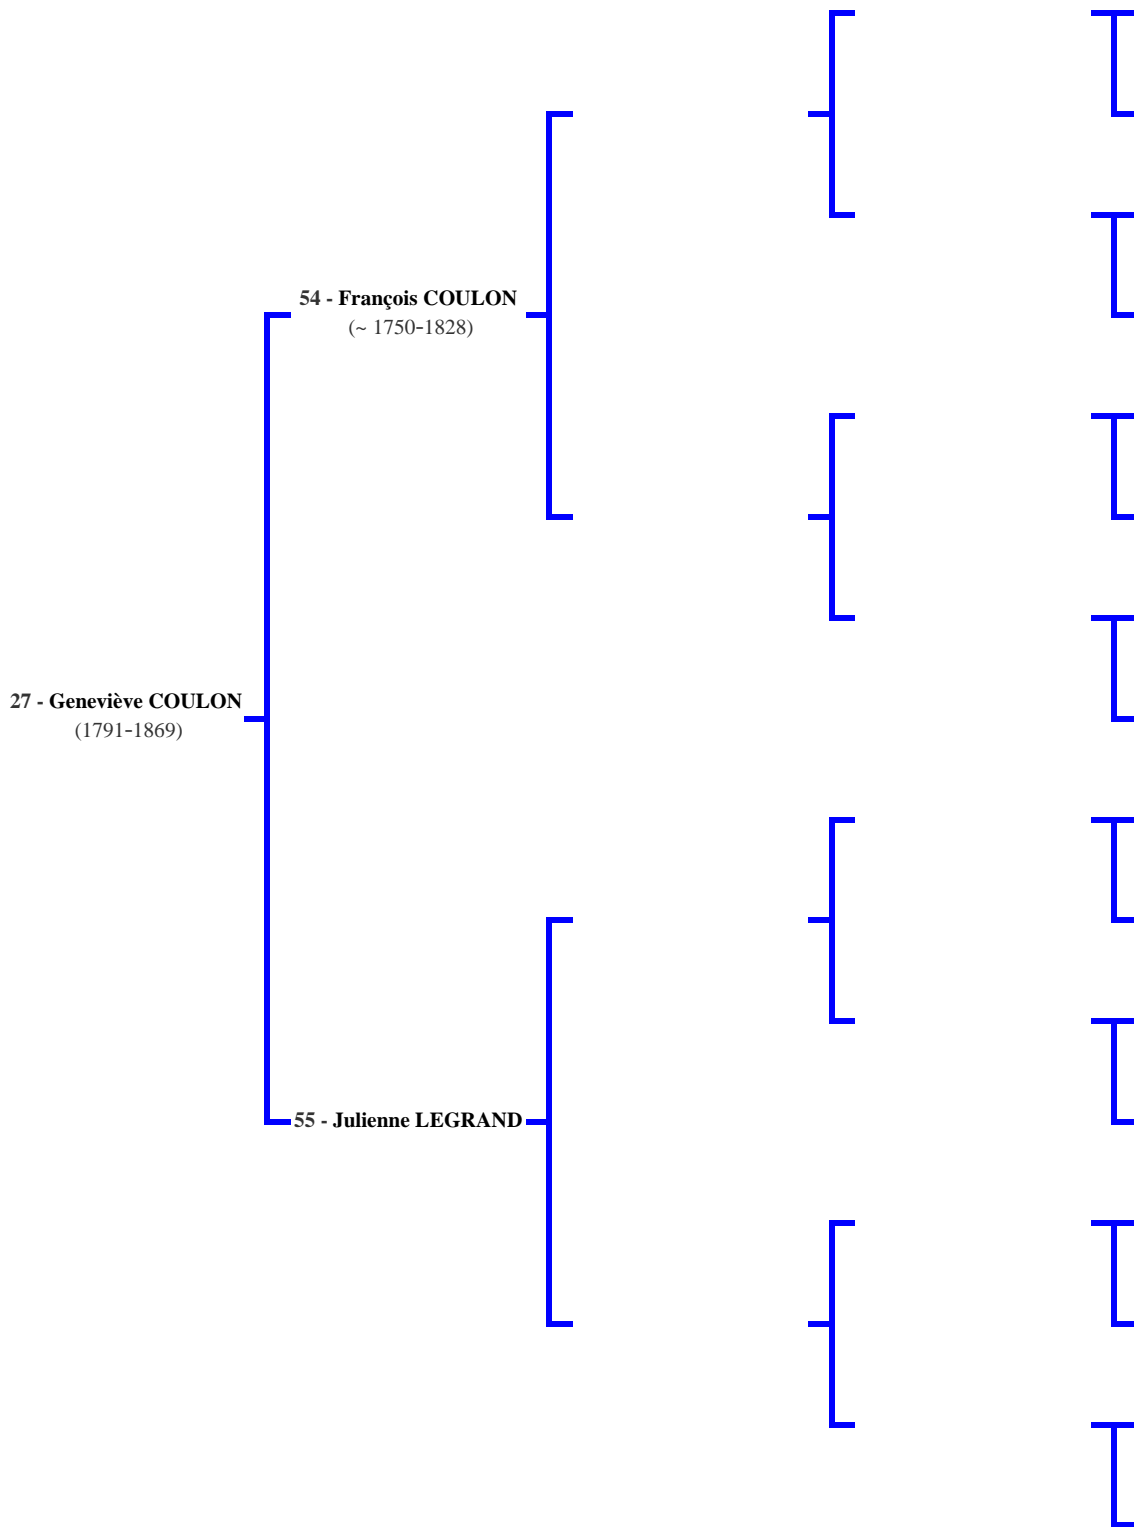 54 - François COULON
(~ 1750-1828)
27 - Geneviève COULON
(1791-1869)
55 - Julienne LEGRAND